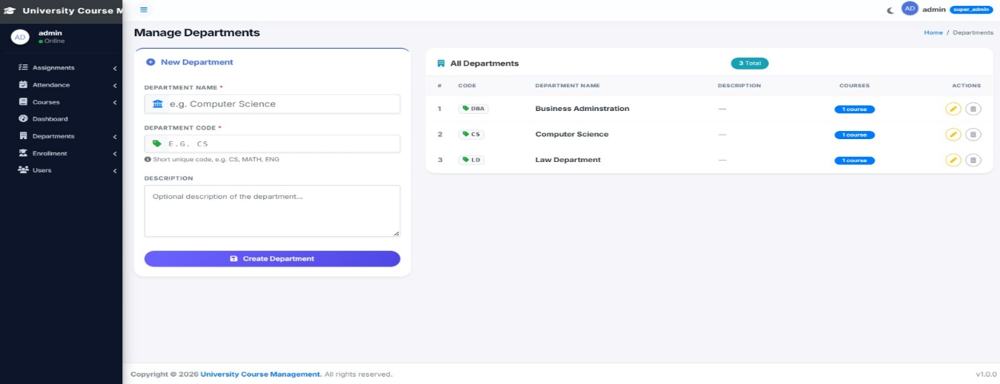 University Course M
AD admin super_admin
AD admin
Online
Assignments
Attendance
Courses
Dashboard
Departments
Enrollment
Users
Manage Departments
Home / Departments
New Department
DEPARTMENT NAME *
e.g. Computer Science
DEPARTMENT CODE *
E.G. CS
Short unique code, e.g. CS, MATH, ENG
DESCRIPTION
Optional description of the department...
Create Department
All Departments 3 Total
# CODE DEPARTMENT NAME DESCRIPTION COURSES ACTIONS
1 DBA Business Adminstration — 1 course
2 CS Computer Science — 1 course
3 LD Law Department — 1 course
Copyright © 2026 University Course Management. All rights reserved. v1.0.0